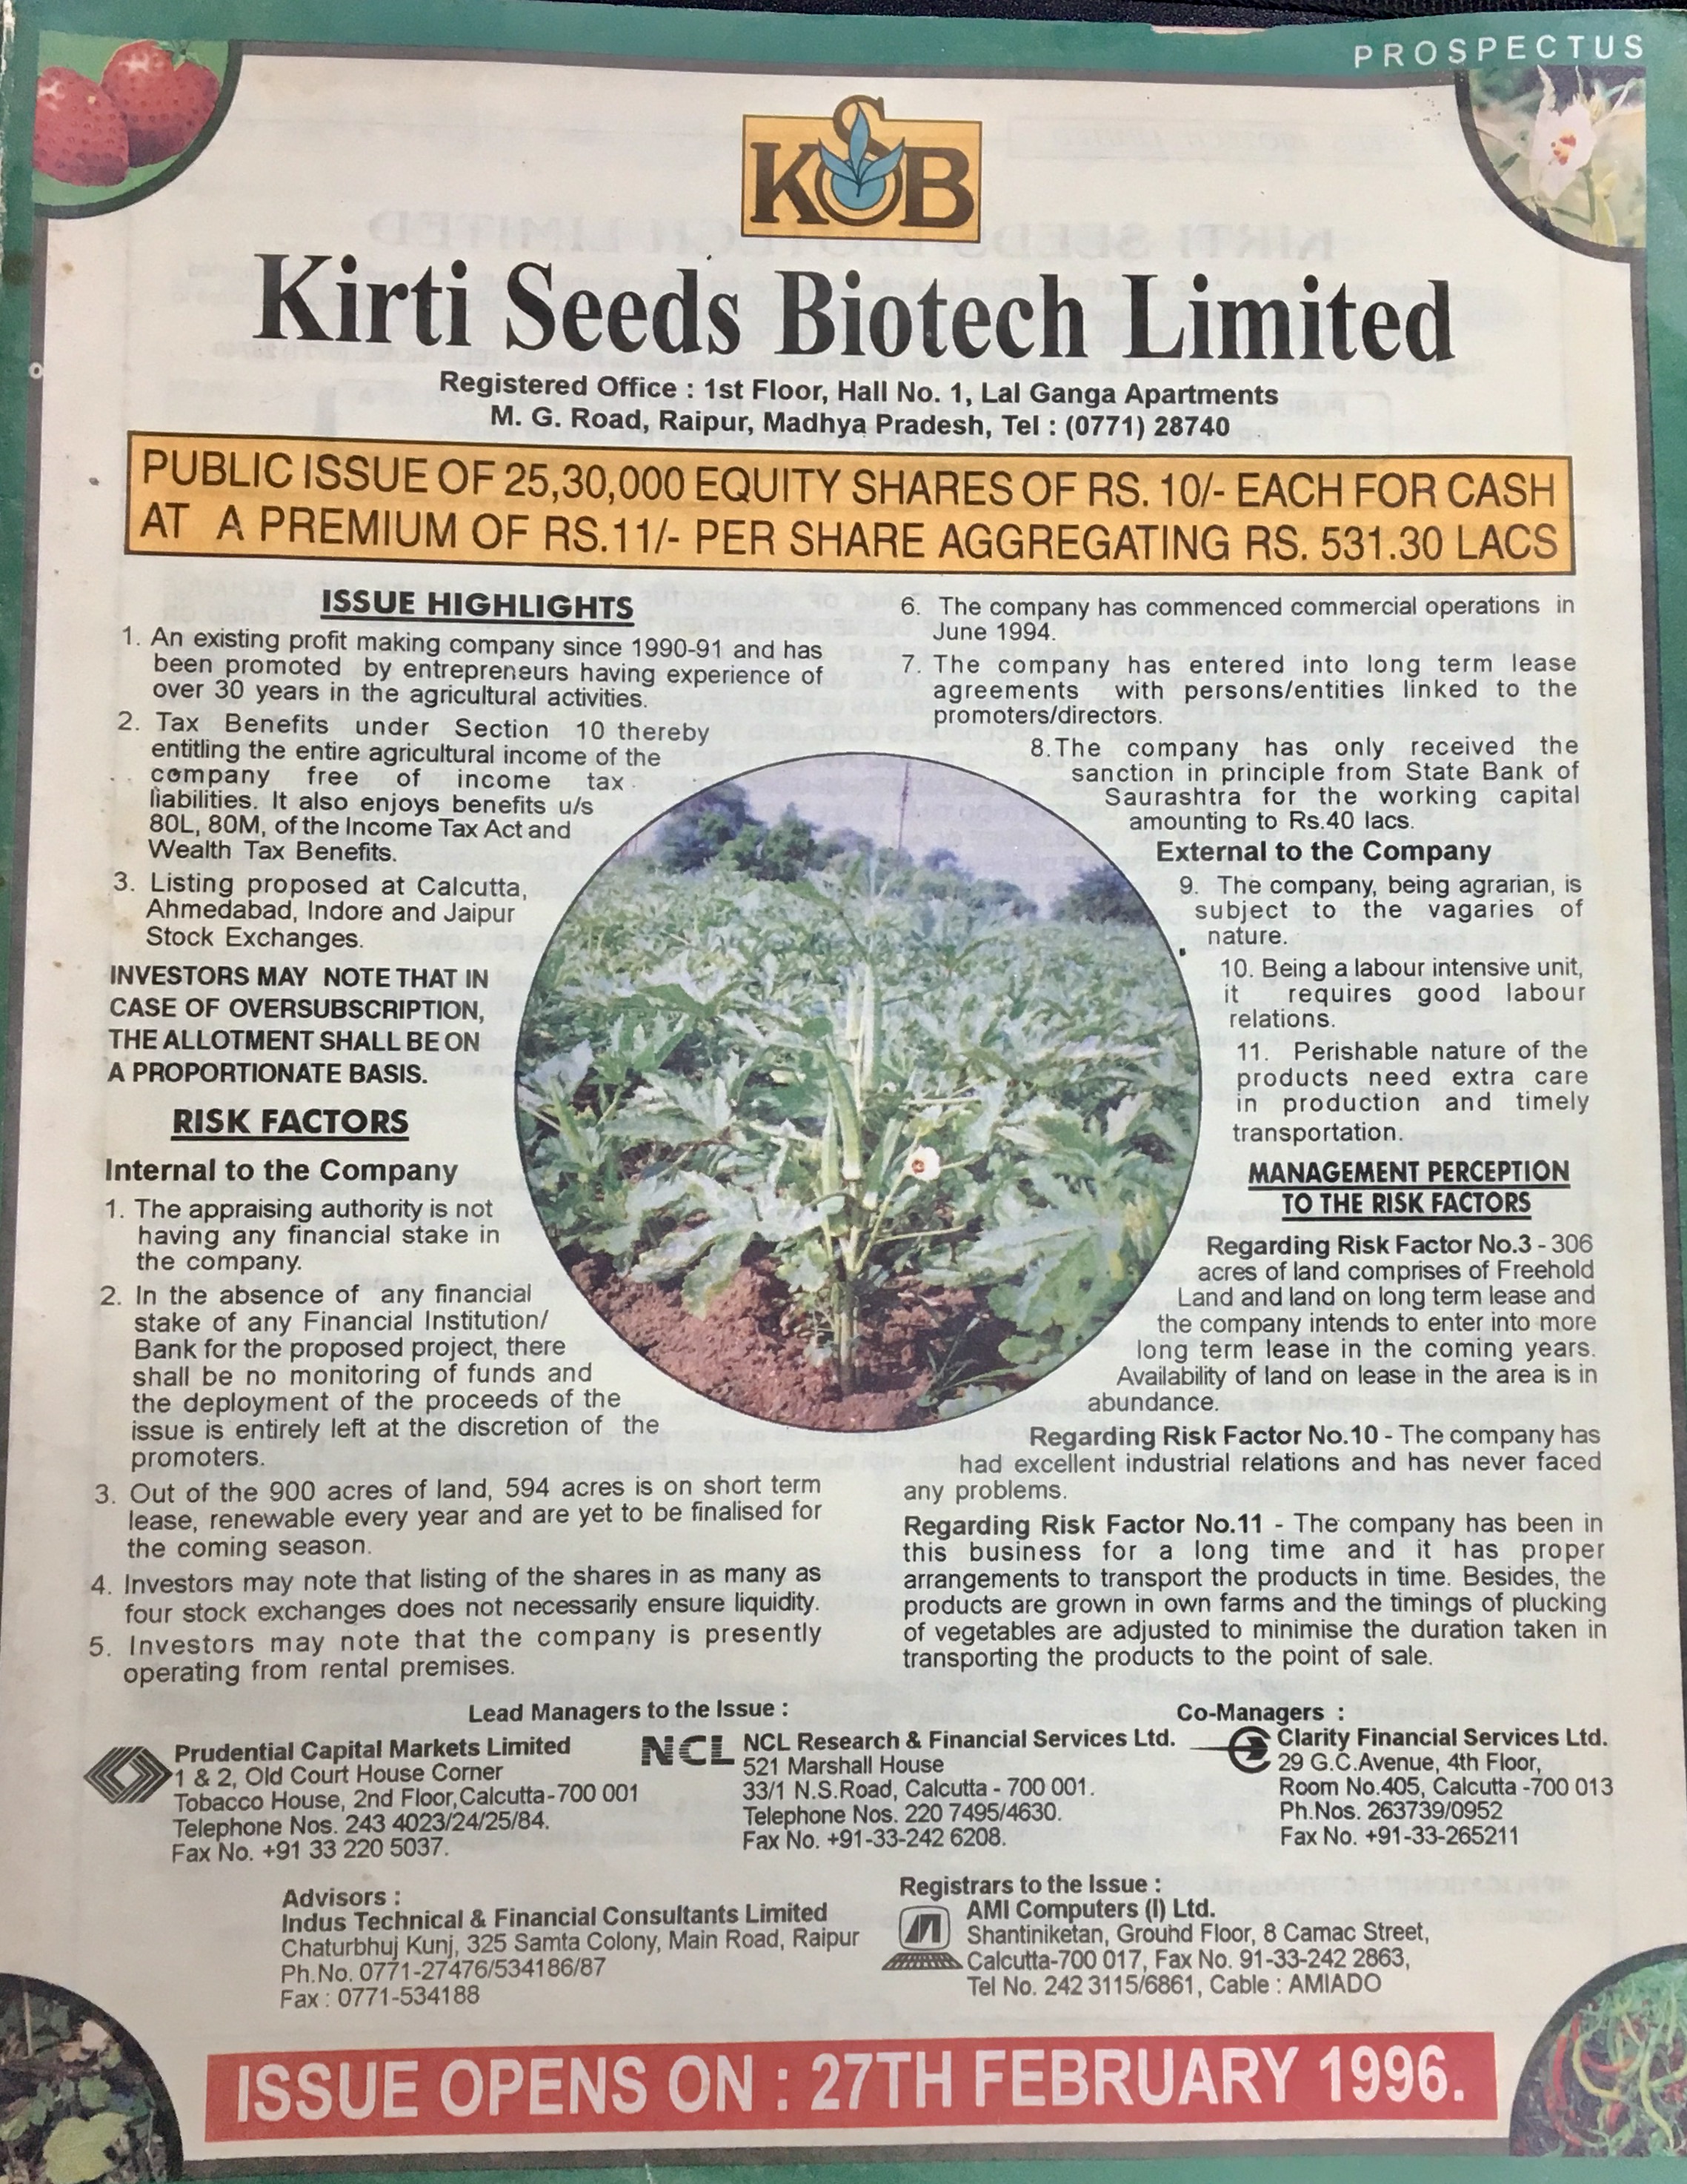 PROSPECTUS
KSB
Kirti Seeds Biotech Limited
Registered Office : 1st Floor, Hall No. 1, Lal Ganga Apartments
M. G. Road, Raipur, Madhya Pradesh, Tel : (0771) 28740
PUBLIC ISSUE OF 25,30,000 EQUITY SHARES OF RS. 10/- EACH FOR CASH
AT A PREMIUM OF RS.11/- PER SHARE AGGREGATING RS. 531.30 LACS
ISSUE HIGHLIGHTS
1. An existing profit making company since 1990-91 and has
been promoted by entrepreneurs having experience of
over 30 years in the agricultural activities.
2. Tax Benefits under Section 10 thereby
entitling the entire agricultural income of the
company free of income tax
liabilities. It also enjoys benefits u/s
80L, 80M, of the Income Tax Act and
Wealth Tax Benefits.
3. Listing proposed at Calcutta,
Ahmedabad, Indore and Jaipur
Stock Exchanges.
INVESTORS MAY NOTE THAT IN
CASE OF OVERSUBSCRIPTION,
THE ALLOTMENT SHALL BE ON
A PROPORTIONATE BASIS.
RISK FACTORS
Internal to the Company
1. The appraising authority is not
having any financial stake in
the company.
2. In the absence of any financial
stake of any Financial Institution/
Bank for the proposed project, there
shall be no monitoring of funds and
the deployment of the proceeds of the
issue is entirely left at the discretion of the
promoters.
3. Out of the 900 acres of land, 594 acres is on short term
lease, renewable every year and are yet to be finalised for
the coming season.
4. Investors may note that listing of the shares in as many as
four stock exchanges does not necessarily ensure liquidity.
5. Investors may note that the company is presently
operating from rental premises.
6. The company has commenced commercial operations in
June 1994.
7. The company has entered into long term lease
agreements with persons/entities linked to the
promoters/directors.
8.The company has only received the
sanction in principle from State Bank of
Saurashtra for the working capital
amounting to Rs.40 lacs.
External to the Company
9. The company, being agrarian, is
subject to the vagaries of
nature.
10. Being a labour intensive unit,
it requires good labour
relations.
11. Perishable nature of the
products need extra care
in production and timely
transportation.
MANAGEMENT PERCEPTION
TO THE RISK FACTORS
Regarding Risk Factor No.3 - 306
acres of land comprises of Freehold
Land and land on long term lease and
the company intends to enter into more
long term lease in the coming years.
Availability of land on lease in the area is in
abundance.
Regarding Risk Factor No.10 - The company has
had excellent industrial relations and has never faced
any problems.
Regarding Risk Factor No.11 - The company has been in
this business for a long time and it has proper
arrangements to transport the products in time. Besides, the
products are grown in own farms and the timings of plucking
of vegetables are adjusted to minimise the duration taken in
transporting the products to the point of sale.
Lead Managers to the Issue :
Prudential Capital Markets Limited
1 & 2, Old Court House Corner
Tobacco House, 2nd Floor, Calcutta-700 001
Telephone Nos. 243 4023/24/25/84.
Fax No. +91 33 220 5037.
NCL
NCL Research & Financial Services Ltd.
521 Marshall House
33/1 N.S.Road, Calcutta - 700 001.
Telephone Nos. 220 7495/4630.
Fax No. +91-33-242 6208.
Co-Managers :
Clarity Financial Services Ltd.
29 G.C.Avenue, 4th Floor,
Room No.405, Calcutta -700 013
Ph.Nos. 263739/0952
Fax No. +91-33-265211
Advisors :
Indus Technical & Financial Consultants Limited
Chaturbhuj Kunj, 325 Samta Colony, Main Road, Raipur
Ph.No. 0771-27476/534186/87
Fax : 0771-534188
Registrars to the Issue :
AMI Computers (I) Ltd.
Shantiniketan, Ground Floor, 8 Camac Street,
Calcutta-700 017, Fax No. 91-33-242 2863,
Tel No. 242 3115/6861, Cable : AMIADO
ISSUE OPENS ON : 27TH FEBRUARY 1996.